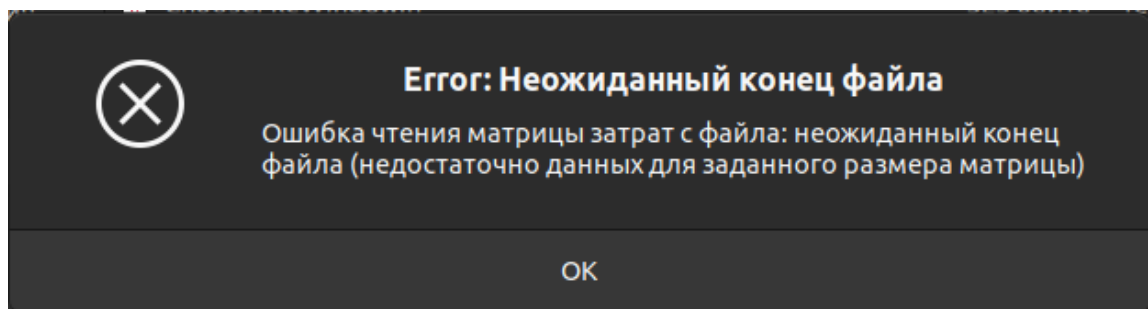 Error: Неожиданный конец файла
Ошибка чтения матрицы затрат с файла: неожиданный конец
файла (недостаточно данных для заданного размера матрицы)
OK